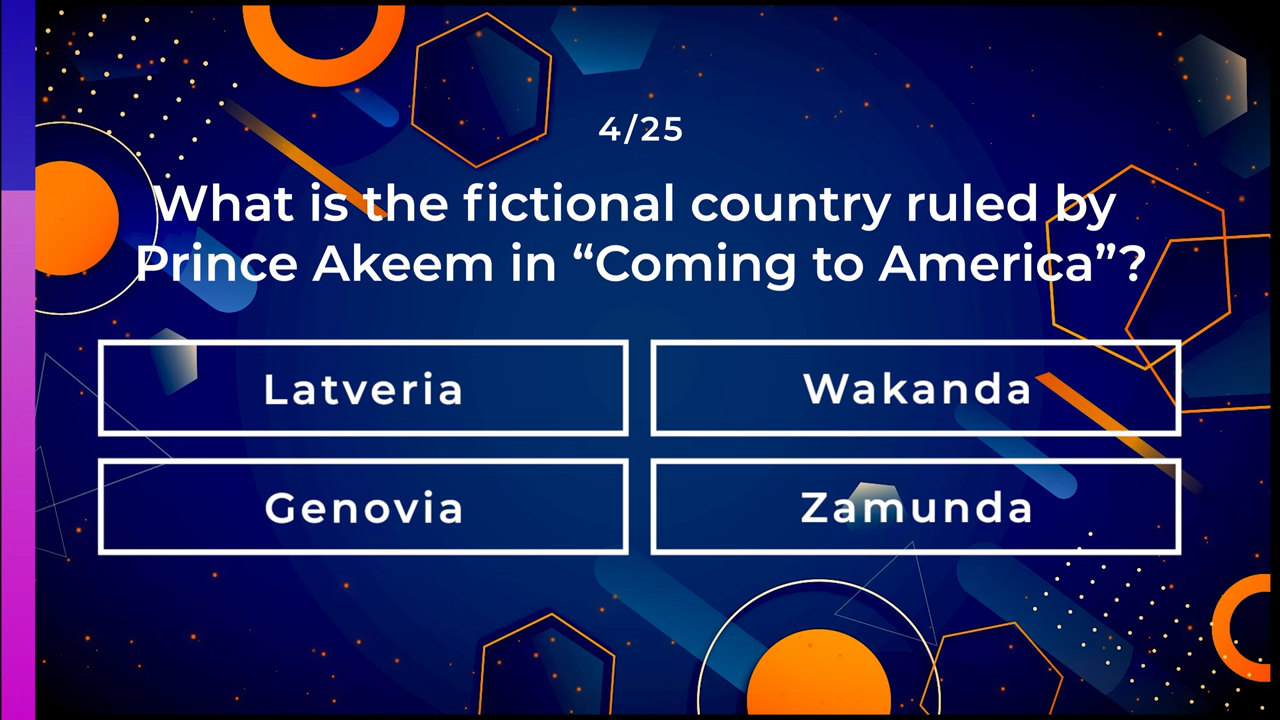 4/25
What is the fictional country ruled by
Prince Akeem in “Coming to America”?
Latveria
Wakanda
Genovia
Zamunda